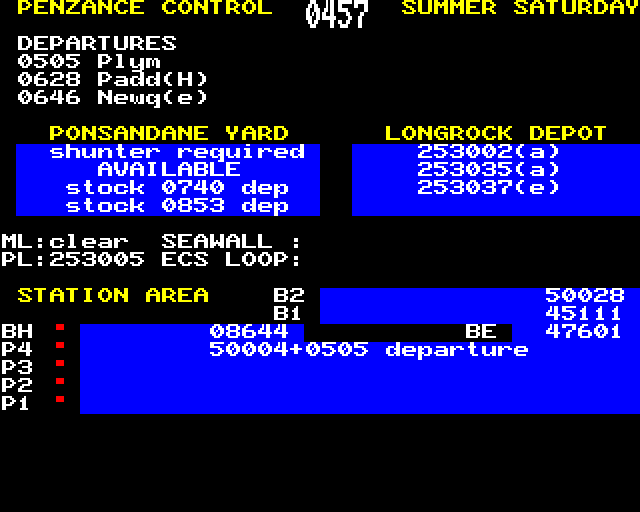 PENZANCE CONTROL 0457 SUMMER SATURDAY
DEPARTURES
0505 Plym
0628 Padd(H)
0646 Newq(e)
PONSANDANE YARD LONGROCK DEPOT
shunter required 253002(a)
AVAILABLE 253035(a)
stock 0740 dep 253037(e)
stock 0853 dep
ML:clear SEAWALL :
PL:253005 ECS LOOP:
STATION AREA B2 50028
B1 45111
BH 08644 BE 47601
P4 50004+0505 departure
P3
P2
P1